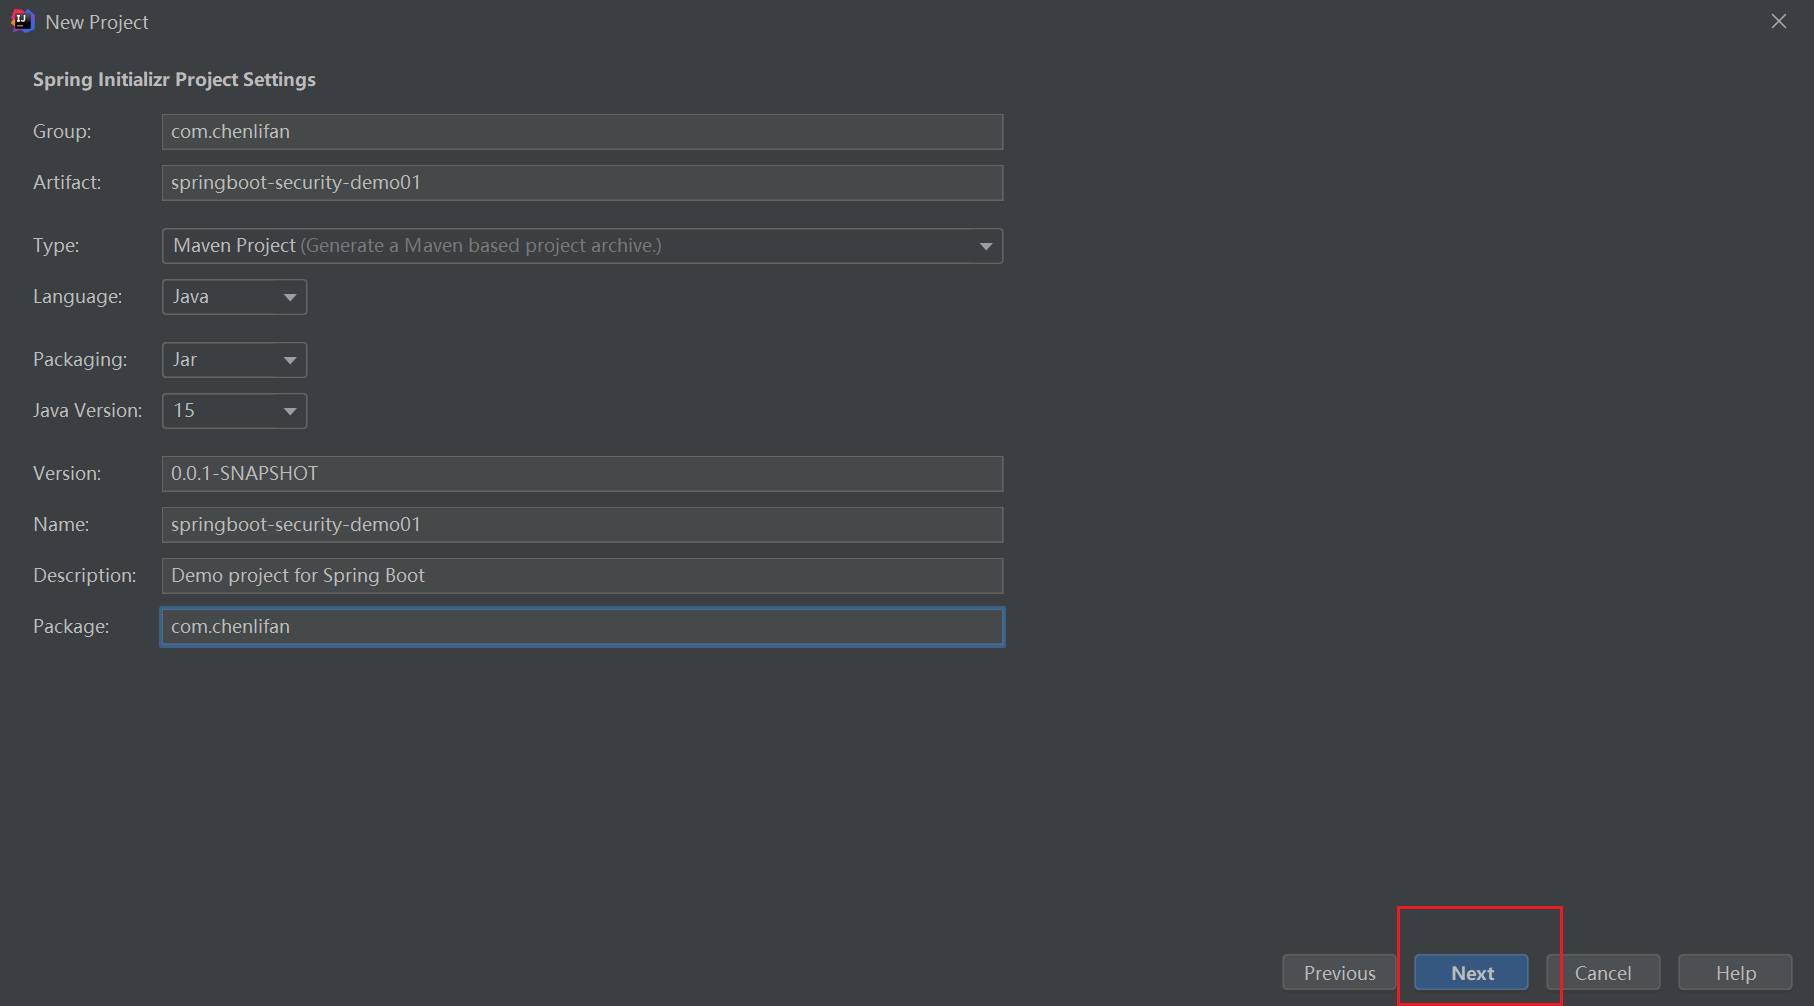 New Project
Spring Initializr Project Settings
Group: com.chenlifan
Artifact: springboot-security-demo01
Type: Maven Project (Generate a Maven based project archive.)
Language: Java
Packaging: Jar
Java Version: 15
Version: 0.0.1-SNAPSHOT
Name: springboot-security-demo01
Description: Demo project for Spring Boot
Package: com.chenlifan
Previous Next Cancel Help